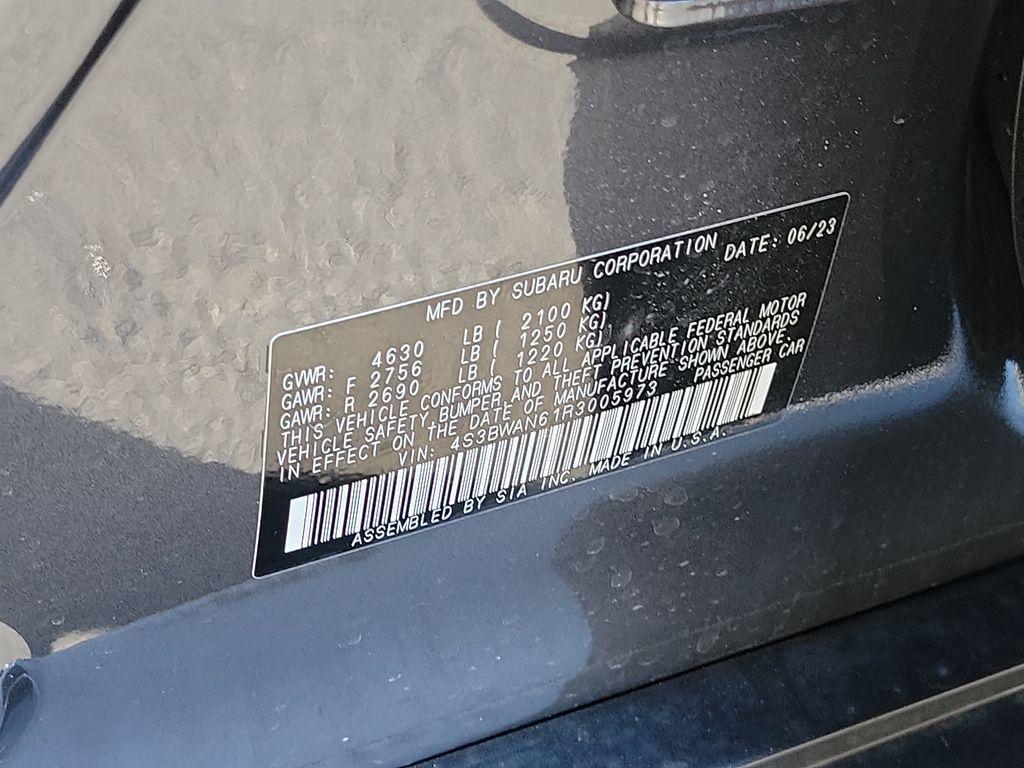 MFD BY SUBARU CORPORATION DATE: 06/23
GVWR: 4630 LB ( 2100 KG)
GAWR: F 2756 LB ( 1250 KG)
GAWR: R 2690 LB ( 1220 KG)
THIS VEHICLE CONFORMS TO ALL APPLICABLE FEDERAL MOTOR
VEHICLE SAFETY, BUMPER, AND THEFT PREVENTION STANDARDS
IN EFFECT ON THE DATE OF MANUFACTURE SHOWN ABOVE.
VIN: 4S3BWAN61R3005973 PASSENGER CAR
ASSEMBLED BY SIA INC. MADE IN U.S.A.